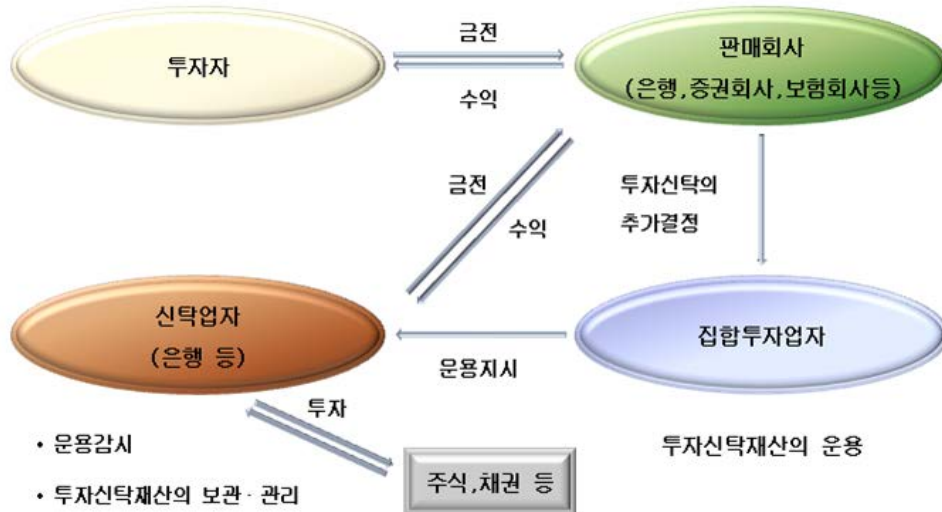 투자자
금전
수익
판매회사
(은행,증권회사,보험회사등)
금전
수익
투자신탁의
추가결정
신탁업자
(은행 등)
운용지시
집합투자업자
투자
• 운용감시
• 투자신탁재산의 보관·관리
주식,채권 등
투자신탁재산의 운용